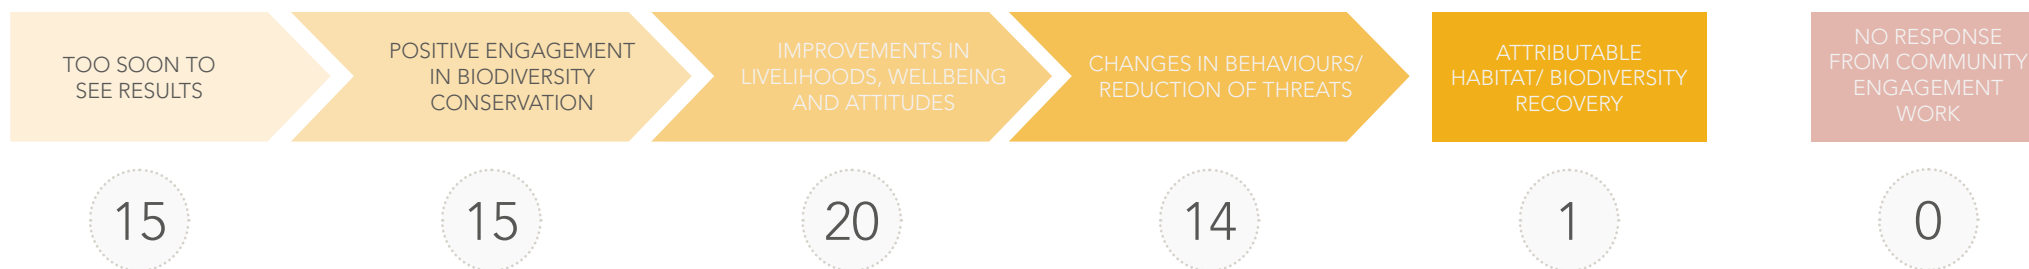 TOO SOON TO
SEE RESULTS
POSITIVE ENGAGEMENT
IN BIODIVERSITY
CONSERVATION
IMPROVEMENTS IN
LIVELIHOODS, WELLBEING
AND ATTITUDES
CHANGES IN BEHAVIOURS/
REDUCTION OF THREATS
ATTRIBUTABLE
HABITAT/ BIODIVERSITY
RECOVERY
NO RESPONSE
FROM COMMUNITY
ENGAGEMENT
WORK
15
15
20
14
1
0